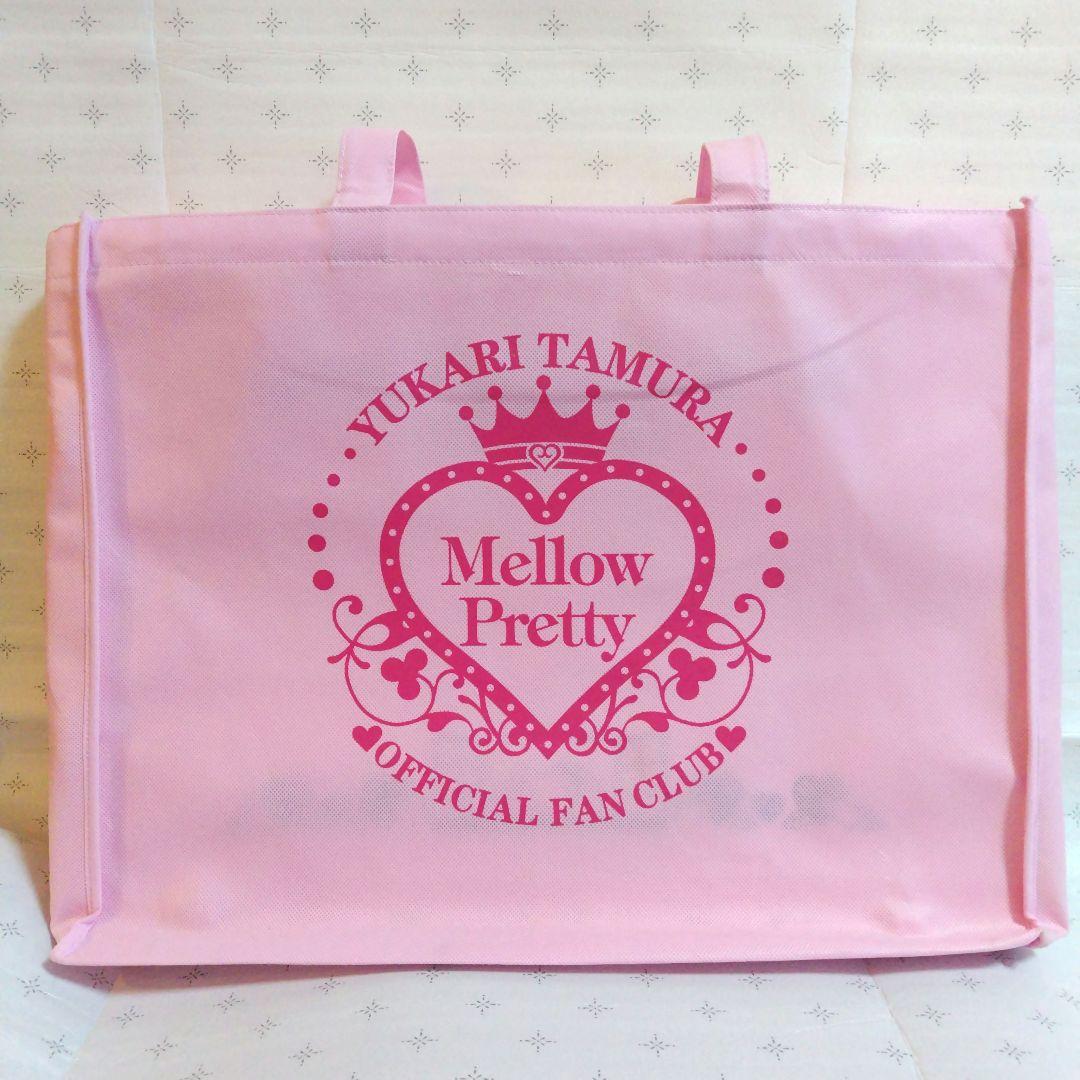 YUKARI TAMURA
Mellow
Pretty
OFFICIAL FAN CLUB